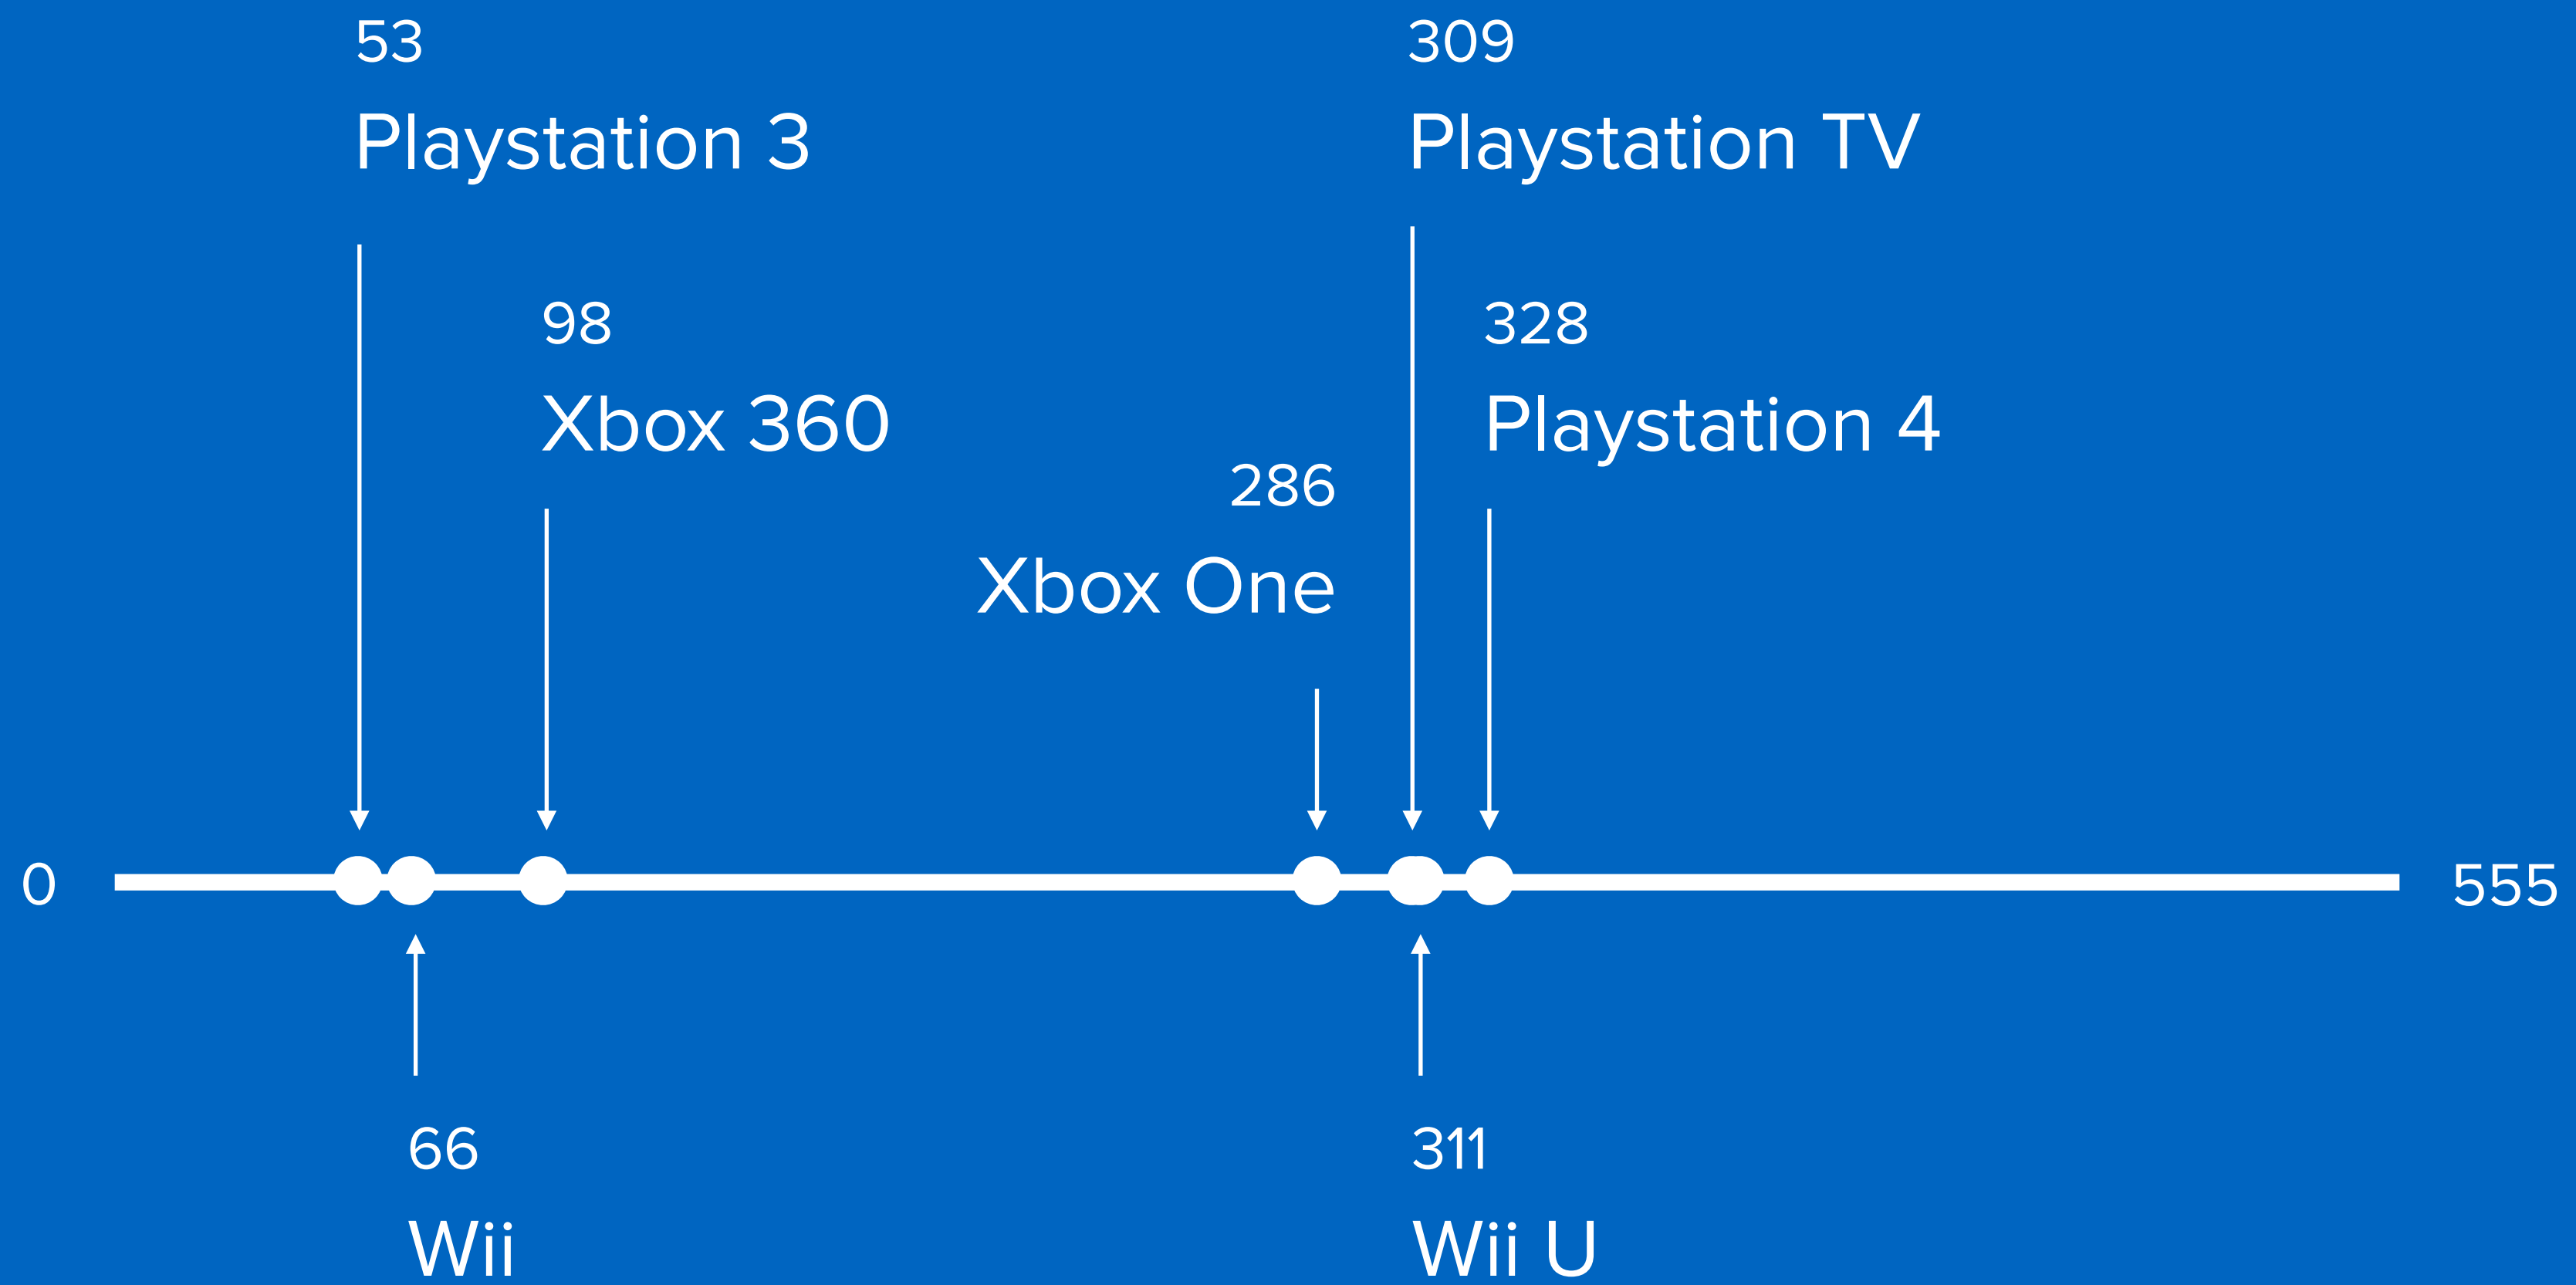 53
Playstation 3
309
Playstation TV
98
Xbox 360
328
Playstation 4
286
Xbox One
0
555
66
Wii
311
Wii U